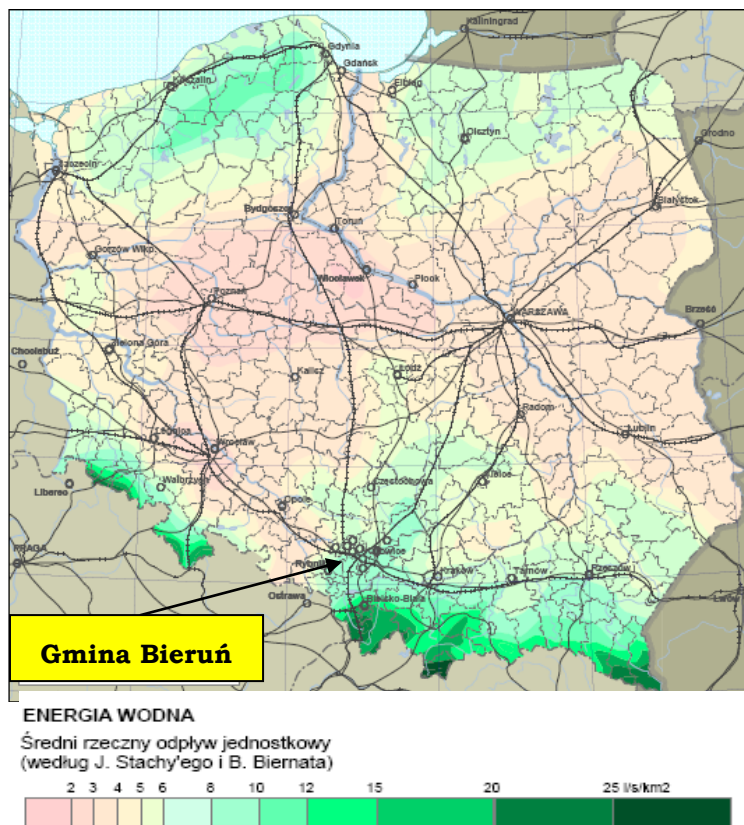 Kaliningrad
Gdynia
Gdańsk
Koszalin
Elbląg
Olsztyn
Grodno
Szczecin
Białystok
Bydgoszcz
Toruń
Gorzów Wlkp.
Włocławek
Płock
Poznań
WARSZAWA
Brześć
Zielona Góra
Chociebuż
Kalisz
Łódź
Radom
Lublin
Legnica
Wrocław
Wałbrzych
Częstochowa
Kielce
Liberec
Opole
PRAGA
Rybnik
Kraków
Tarnów
Rzeszów
Ostrawa
Bielsko-Biała
Lwów
Gmina Bieruń
ENERGIA WODNA
Średni rzeczny odpływ jednostkowy
(według J. Stachy'ego i B. Biernata)
2 3 4 5 6 8 10 12 15 20 25 l/s/km2